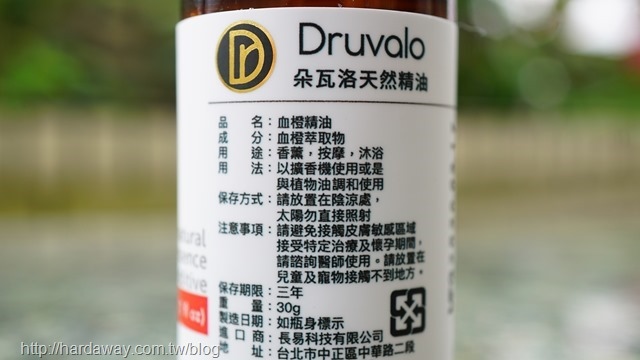 Dr
Druvalo
朵瓦洛天然精油
品名：血橙精油
成分：血橙萃取物
用途：香薰，按摩，沐浴
用法：以擴香機使用或是
與植物油調和使用
保存方式：請放置在陰涼處，
太陽勿直接照射
注意事項：請避免接觸皮膚敏感區域
接受特定治療及懷孕期間，
請諮詢醫師使用。請放置在
兒童及寵物接觸不到地方。
保存期限：三年
重量：30g
製造日期：如瓶身標示
進口商：長易科技有限公司
地址：台北市中正區中華路二段
http://hardaway.com.tw/blog